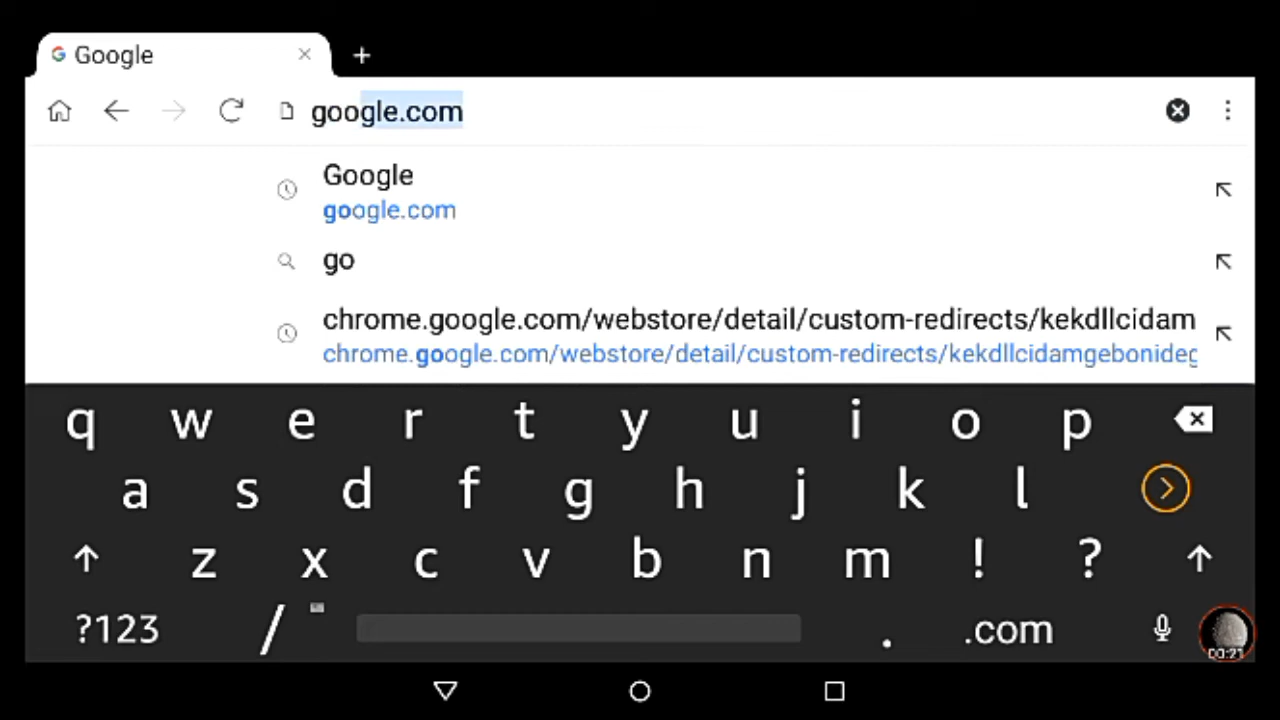 Google
google.com
Google
google.com
go
chrome.google.com/webstore/detail/custom-redirects/kekdllcidam
chrome.google.com/webstore/detail/custom-redirects/kekdllcidamgebonideg
q w e r t y u i o p
a s d f g h j k l
z x c v b n m ! ?
?123 / . .com
00:21